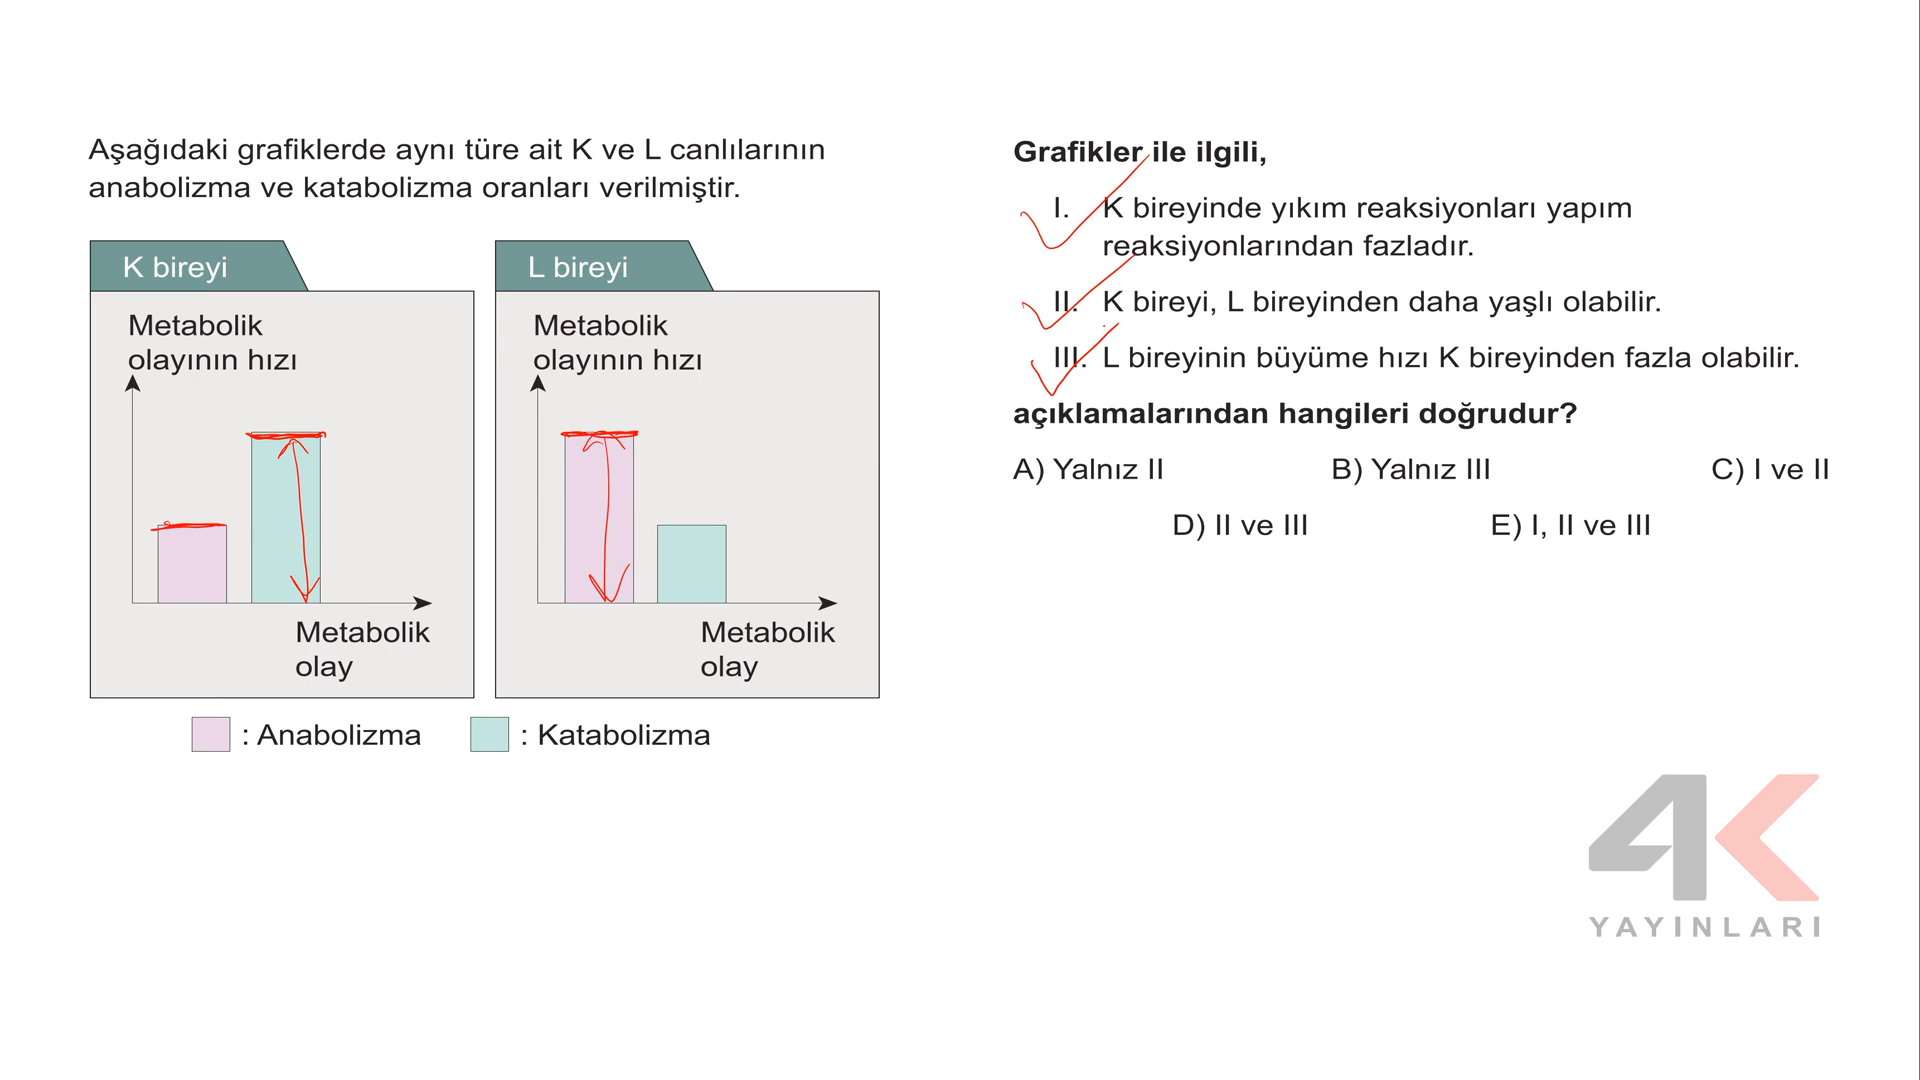 Aşağıdaki grafiklerde aynı türe ait K ve L canlılarının
anabolizma ve katabolizma oranları verilmiştir.
K bireyi
Metabolik
olayının hızı
Metabolik
olay
L bireyi
Metabolik
olayının hızı
Metabolik
olay
: Anabolizma
: Katabolizma
Grafikler ile ilgili,
I. K bireyinde yıkım reaksiyonları yapım
reaksiyonlarından fazladır.
II. K bireyi, L bireyinden daha yaşlı olabilir.
III. L bireyinin büyüme hızı K bireyinden fazla olabilir.
açıklamalarından hangileri doğrudur?
A) Yalnız II B) Yalnız III C) I ve II
D) II ve III E) I, II ve III
4K
YAYINLARI